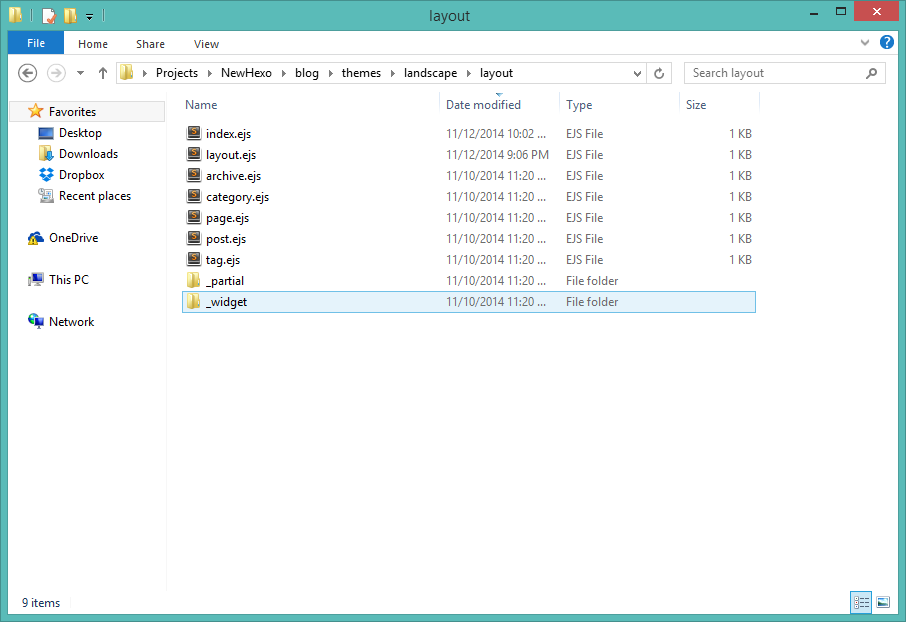 layout
File Home Share View
Projects NewHexo blog themes landscape layout Search layout
Name Date modified Type Size
Favorites
Desktop
Downloads
Dropbox
Recent places
OneDrive
This PC
Network
index.ejs 11/12/2014 10:02 ... EJS File 1 KB
layout.ejs 11/12/2014 9:06 PM EJS File 1 KB
archive.ejs 11/10/2014 11:20 ... EJS File 1 KB
category.ejs 11/10/2014 11:20 ... EJS File 1 KB
page.ejs 11/10/2014 11:20 ... EJS File 1 KB
post.ejs 11/10/2014 11:20 ... EJS File 1 KB
tag.ejs 11/10/2014 11:20 ... EJS File 1 KB
_partial 11/10/2014 11:20 ... File folder
_widget 11/10/2014 11:20 ... File folder
9 items